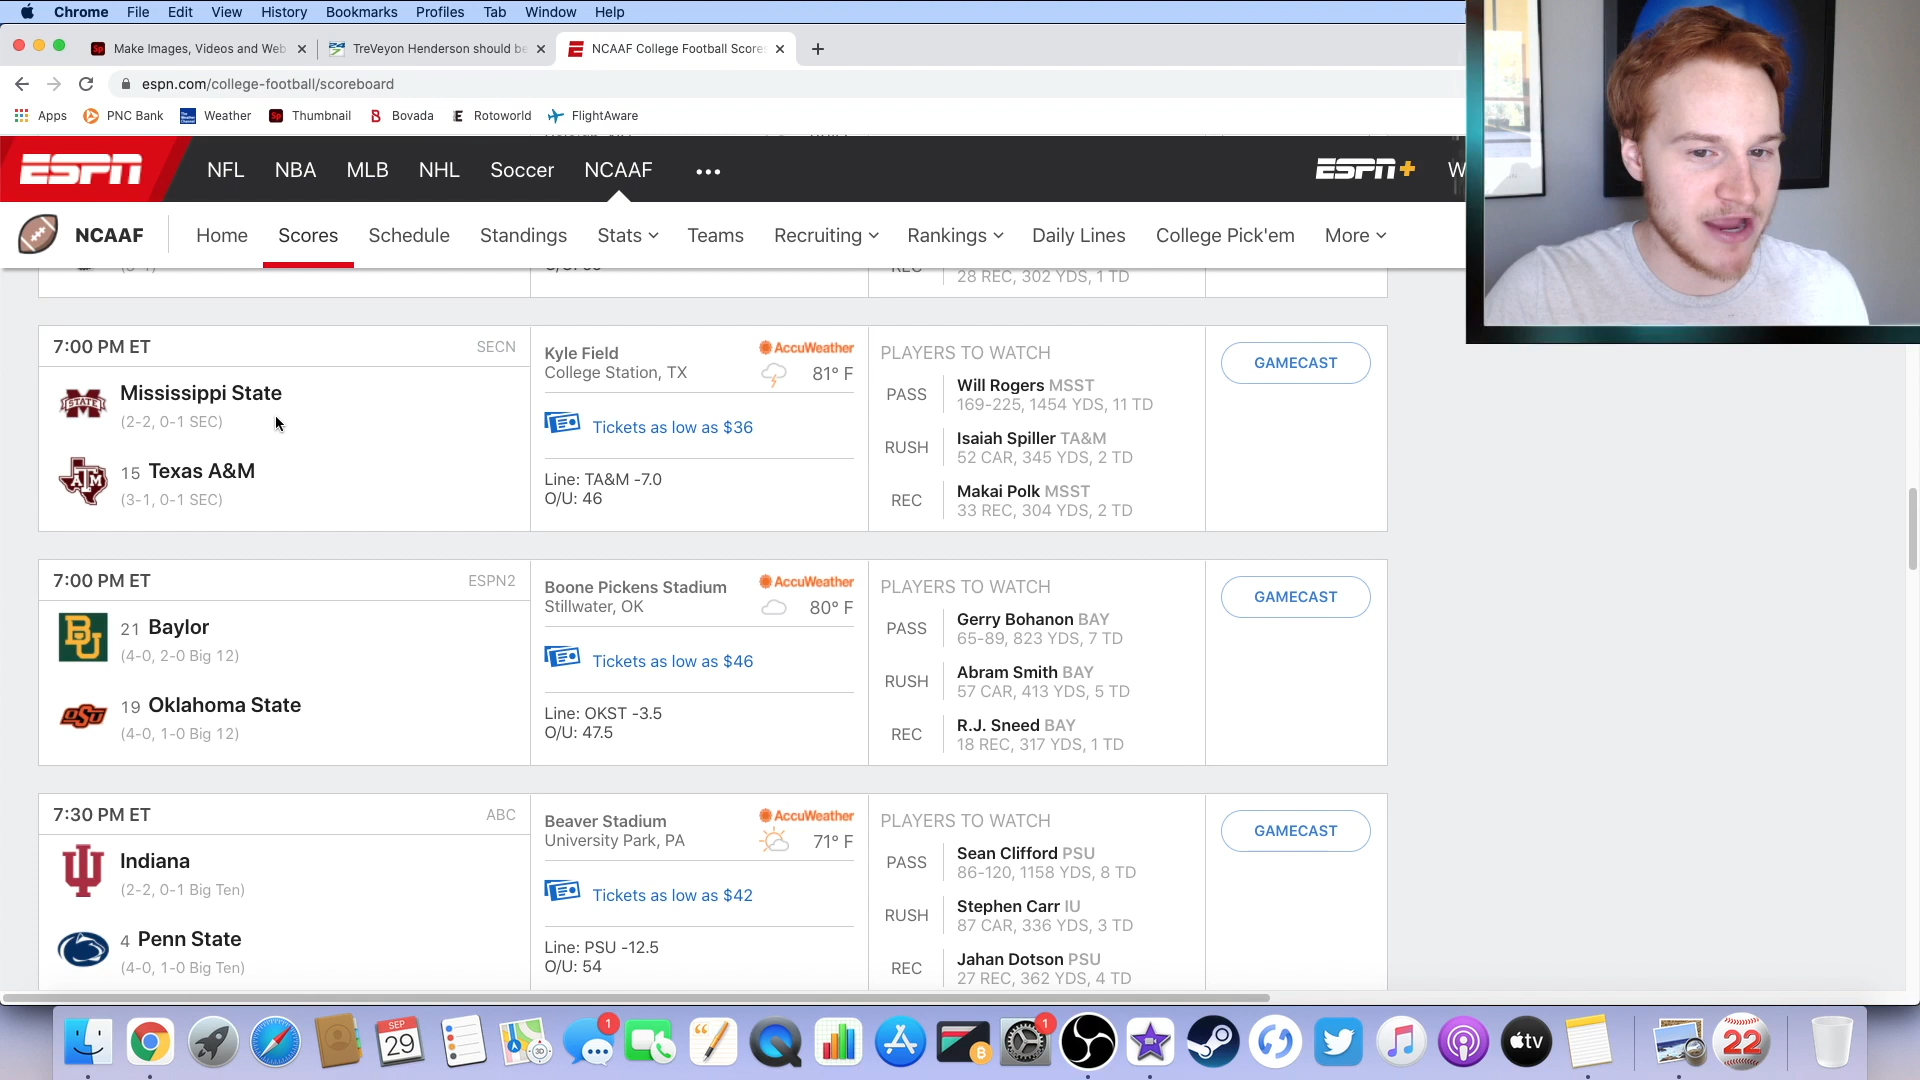 Chrome File Edit View History Bookmarks Profiles Tab Window Help
Make Images, Videos and Web
TreVeyon Henderson should be
NCAAF College Football Scores
espn.com/college-football/scoreboard
Apps PNC Bank Weather Thumbnail Bovada Rotoworld FlightAware
ESPN NFL NBA MLB NHL Soccer NCAAF ... ESPN+ W
NCAAF Home Scores Schedule Standings Stats Teams Recruiting Rankings Daily Lines College Pick'em More
28 REC, 302 YDS, 1 TD
7:00 PM ET SECN
Mississippi State
(2-2, 0-1 SEC)
15 Texas A&M
(3-1, 0-1 SEC)
Kyle Field
College Station, TX
AccuWeather
81° F
Tickets as low as $36
Line: TA&M -7.0
O/U: 46
PLAYERS TO WATCH
PASS Will Rogers MSST
169-225, 1454 YDS, 11 TD
RUSH Isaiah Spiller TA&M
52 CAR, 345 YDS, 2 TD
REC Makai Polk MSST
33 REC, 304 YDS, 2 TD
GAMECAST
7:00 PM ET ESPN2
21 Baylor
(4-0, 2-0 Big 12)
19 Oklahoma State
(4-0, 1-0 Big 12)
Boone Pickens Stadium
Stillwater, OK
AccuWeather
80° F
Tickets as low as $46
Line: OKST -3.5
O/U: 47.5
PLAYERS TO WATCH
PASS Gerry Bohanon BAY
65-89, 823 YDS, 7 TD
RUSH Abram Smith BAY
57 CAR, 413 YDS, 5 TD
REC R.J. Sneed BAY
18 REC, 317 YDS, 1 TD
GAMECAST
7:30 PM ET ABC
Indiana
(2-2, 0-1 Big Ten)
4 Penn State
(4-0, 1-0 Big Ten)
Beaver Stadium
University Park, PA
AccuWeather
71° F
Tickets as low as $42
Line: PSU -12.5
O/U: 54
PLAYERS TO WATCH
PASS Sean Clifford PSU
86-120, 1158 YDS, 8 TD
RUSH Stephen Carr IU
87 CAR, 336 YDS, 3 TD
REC Jahan Dotson PSU
27 REC, 362 YDS, 4 TD
GAMECAST
SEP
29
1
1
tv
22